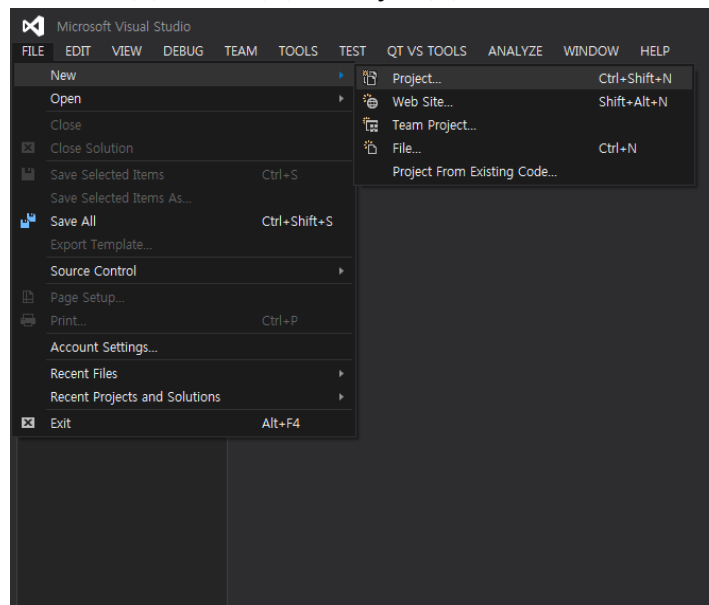 Microsoft Visual Studio
FILE EDIT VIEW DEBUG TEAM TOOLS TEST QT VS TOOLS ANALYZE WINDOW HELP
New
Open
Close
Close Solution
Save Selected Items Ctrl+S
Save Selected Items As...
Save All Ctrl+Shift+S
Export Template...
Source Control
Page Setup...
Print... Ctrl+P
Account Settings...
Recent Files
Recent Projects and Solutions
Exit Alt+F4
Project... Ctrl+Shift+N
Web Site... Shift+Alt+N
Team Project...
File... Ctrl+N
Project From Existing Code...